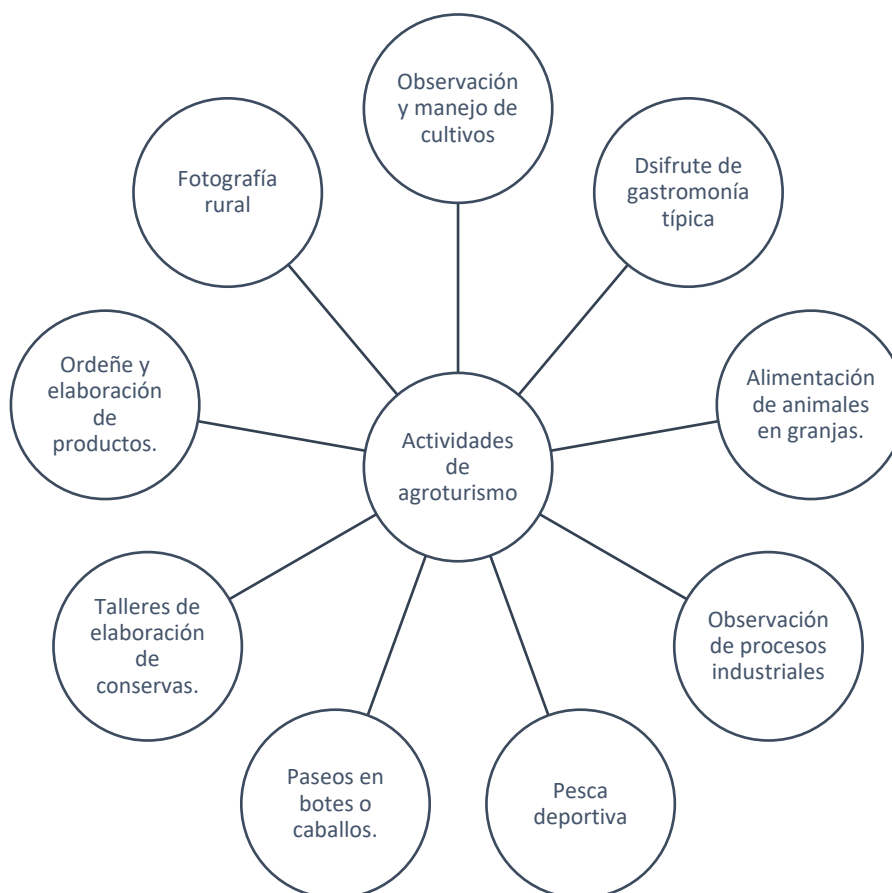 Observación
y manejo de
cultivos
Dsifrute de
gastromonía
típica
Alimentación
de animales
en granjas.
Observación
de procesos
industriales
Pesca
deportiva
Paseos en
botes o
caballos.
Talleres de
elaboración
de
conservas.
Ordeñe y
elaboración
de
productos.
Fotografía
rural
Actividades
de
agroturismo